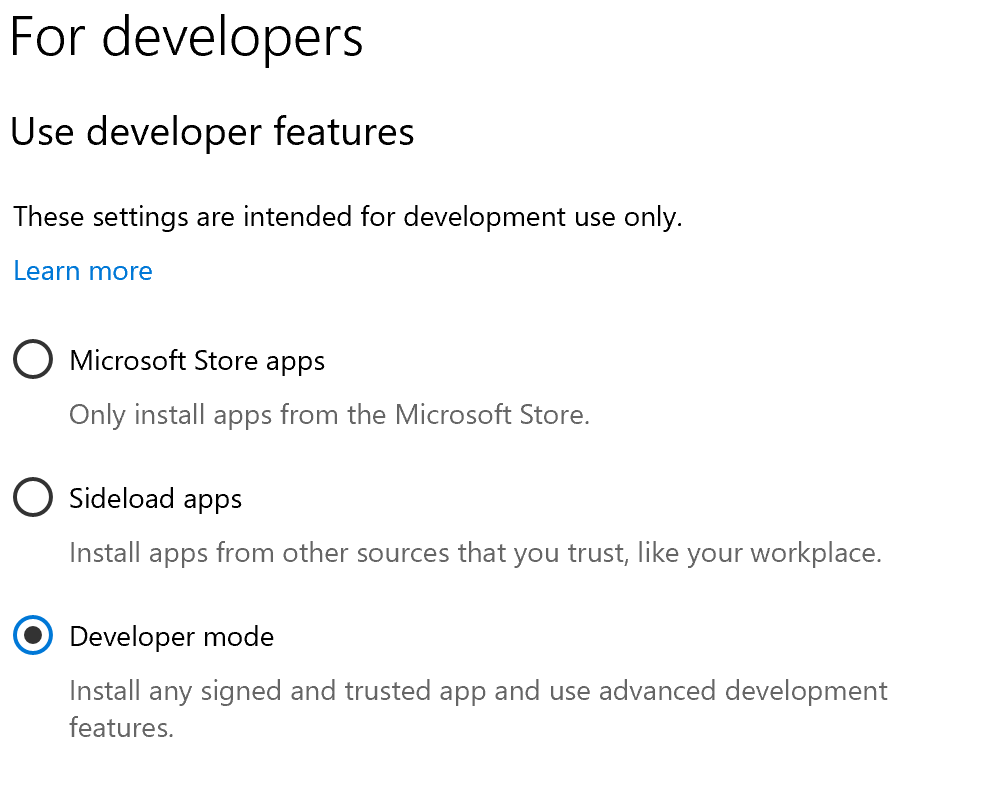 For developers
Use developer features
These settings are intended for development use only.
Learn more
Microsoft Store apps
Only install apps from the Microsoft Store.
Sideload apps
Install apps from other sources that you trust, like your workplace.
Developer mode
Install any signed and trusted app and use advanced development
features.